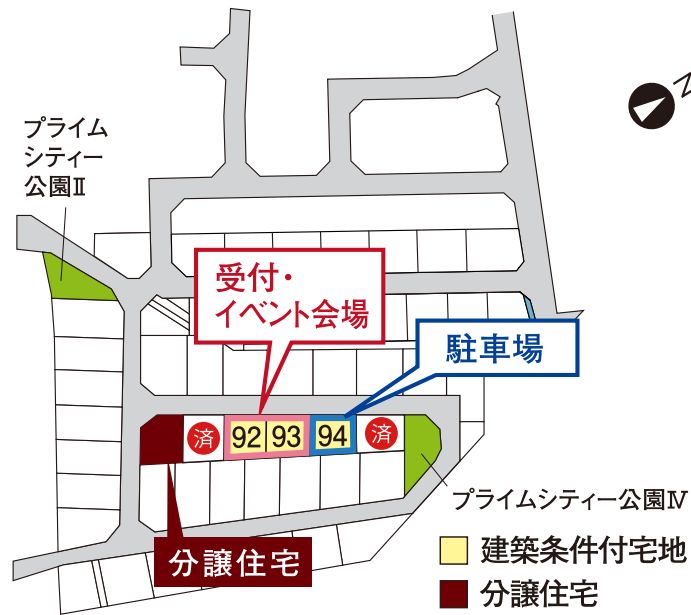 N
プライム
シティー
公園Ⅱ
受付・
イベント会場
駐車場
済
92
93
94
済
プライムシティー公園Ⅳ
分譲住宅
建築条件付宅地
分譲住宅